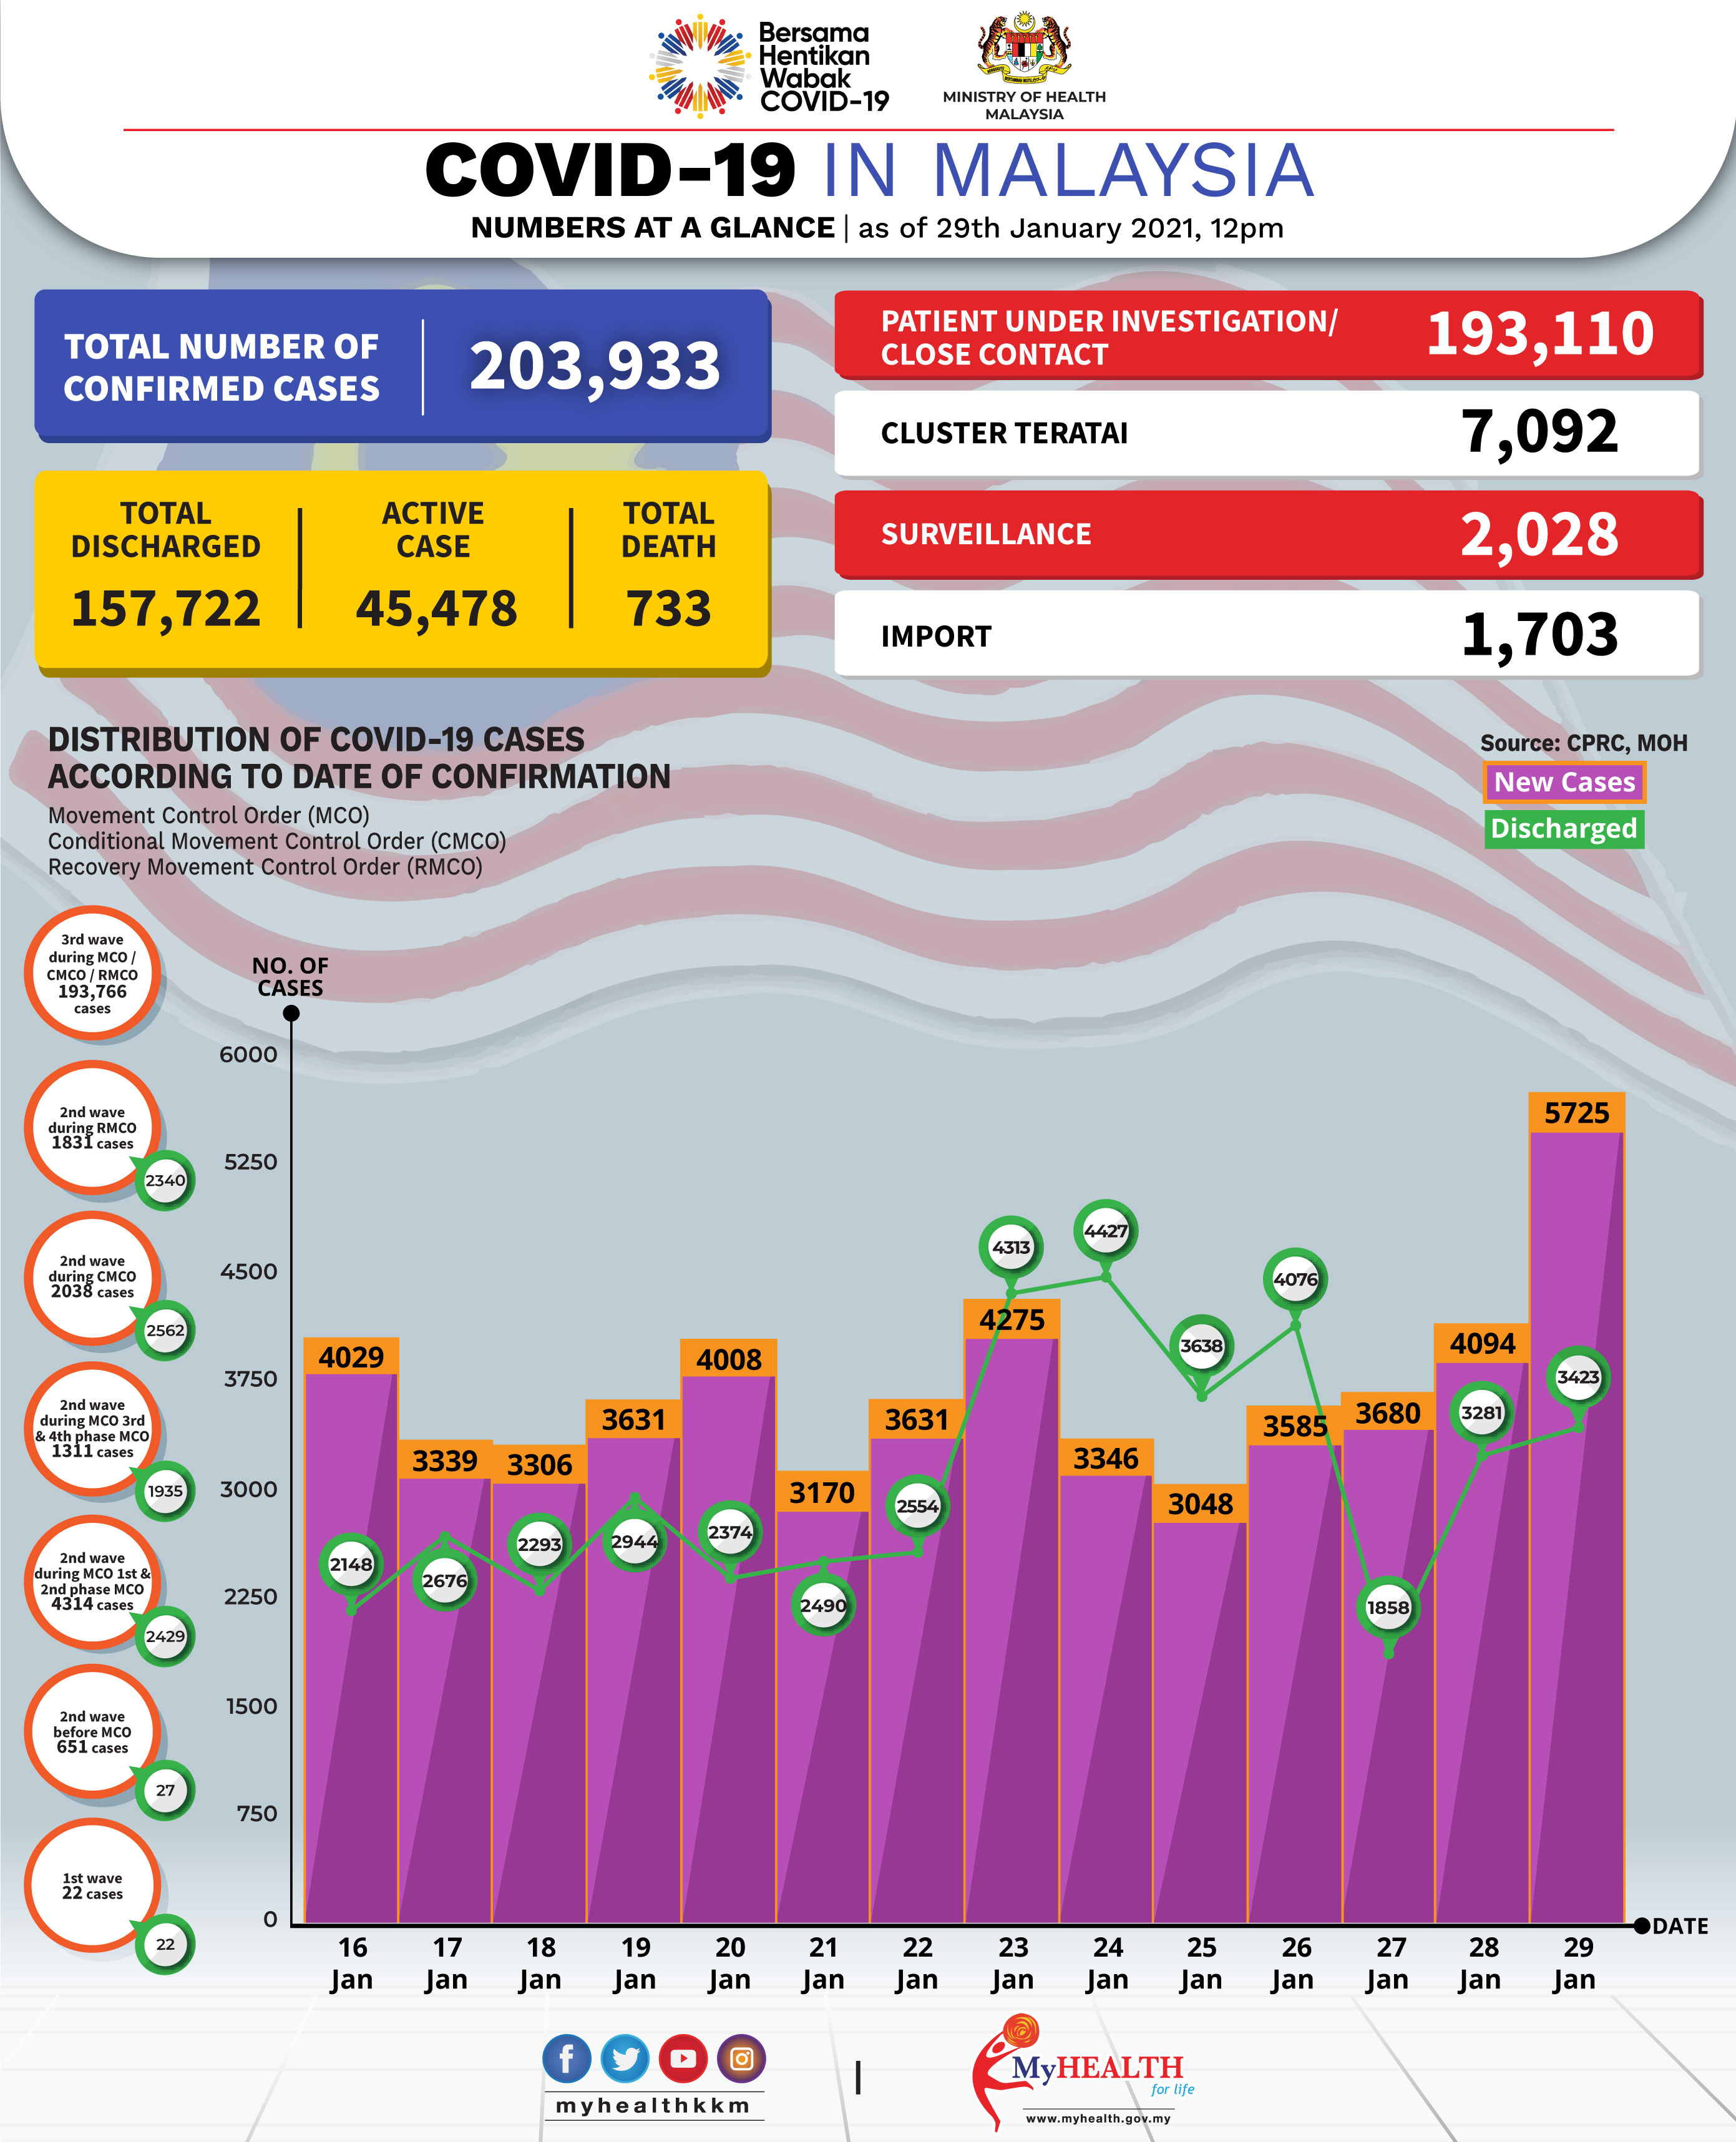 Bersama
Hentikan
Wabak
COVID-19
MINISTRY OF HEALTH
MALAYSIA
COVID-19 IN MALAYSIA
NUMBERS AT A GLANCE | as of 29th January 2021, 12pm
TOTAL NUMBER OF
CONFIRMED CASES
203,933
TOTAL
DISCHARGED
157,722
ACTIVE
CASE
45,478
TOTAL
DEATH
733
PATIENT UNDER INVESTIGATION/
CLOSE CONTACT
193,110
CLUSTER TERATAI
7,092
SURVEILLANCE
2,028
IMPORT
1,703
DISTRIBUTION OF COVID-19 CASES
ACCORDING TO DATE OF CONFIRMATION
Movement Control Order (MCO)
Conditional Movement Control Order (CMCO)
Recovery Movement Control Order (RMCO)
Source: CPRC, MOH
New Cases
Discharged
3rd wave
during MCO /
CMCO / RMCO
193,766
cases
2nd wave
during RMCO
1831 cases
2340
2nd wave
during CMCO
2038 cases
2562
2nd wave
during MCO 3rd
& 4th phase MCO
1311 cases
1935
2nd wave
during MCO 1st &
2nd phase MCO
4314 cases
2429
2nd wave
before MCO
651 cases
27
1st wave
22 cases
22
NO. OF
CASES
6000
5250
4500
3750
3000
2250
1500
750
0
4029
3339
3306
3631
4008
3170
3631
4275
3346
3048
3585
3680
4094
5725
2148
2676
2293
2944
2374
2490
2554
4313
4427
3638
4076
1858
3281
3423
16
Jan
17
Jan
18
Jan
19
Jan
20
Jan
21
Jan
22
Jan
23
Jan
24
Jan
25
Jan
26
Jan
27
Jan
28
Jan
29
Jan
DATE
myhealthkkm
MyHEALTH
for life
www.myhealth.gov.my